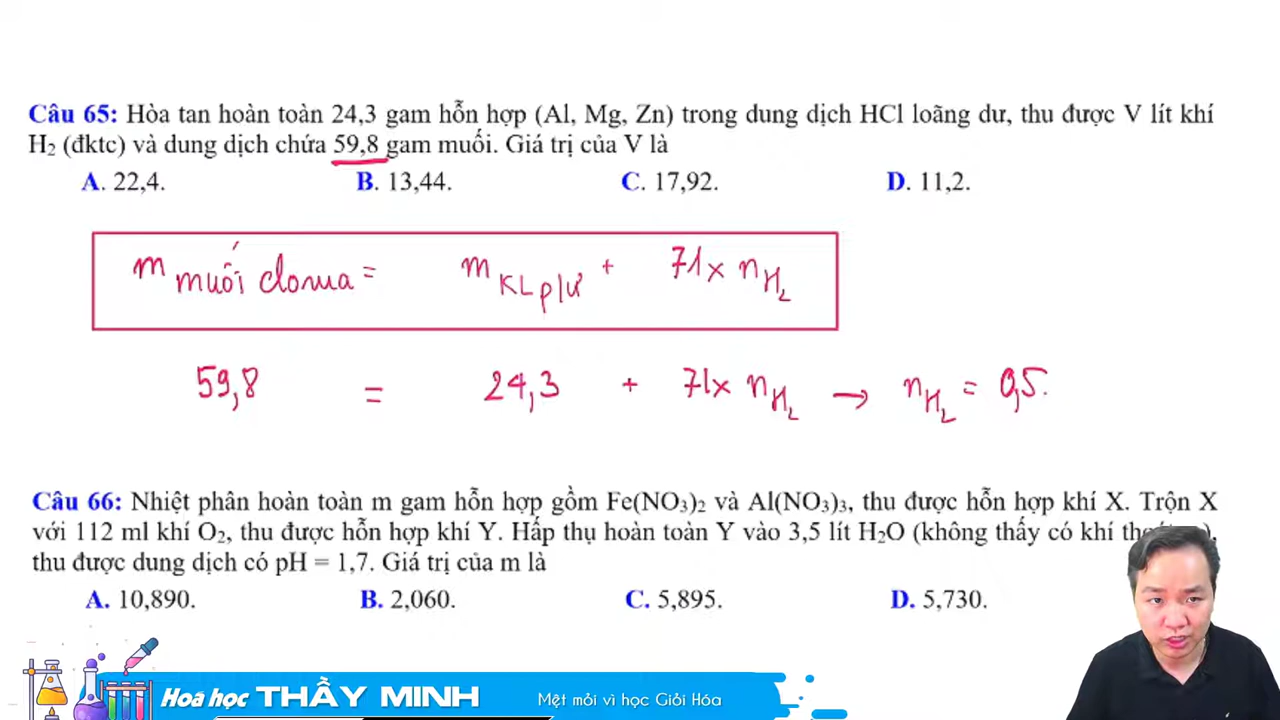 Câu 65: Hòa tan hoàn toàn 24,3 gam hỗn hợp (Al, Mg, Zn) trong dung dịch HCl loãng dư, thu được V lít khí
H₂ (đktc) và dung dịch chứa 59,8 gam muối. Giá trị của V là
A. 22,4. B. 13,44. C. 17,92. D. 11,2.
m muối clorua = m KL p/ư + 71 x n H₂
59,8 = 24,3 + 71x n H₂ → n H₂ = 0,5.
Câu 66: Nhiệt phân hoàn toàn m gam hỗn hợp gồm Fe(NO₃)₂ và Al(NO₃)₃, thu được hỗn hợp khí X. Trộn X
với 112 ml khí O₂, thu được hỗn hợp khí Y. Hấp thụ hoàn toàn Y vào 3,5 lít H₂O (không thấy có khí
thu được dung dịch có pH = 1,7. Giá trị của m là
A. 10,890. B. 2,060. C. 5,895. D. 5,730.
Hoá học THẦY MINH Mệt mỏi vì học Giỏi Hóa